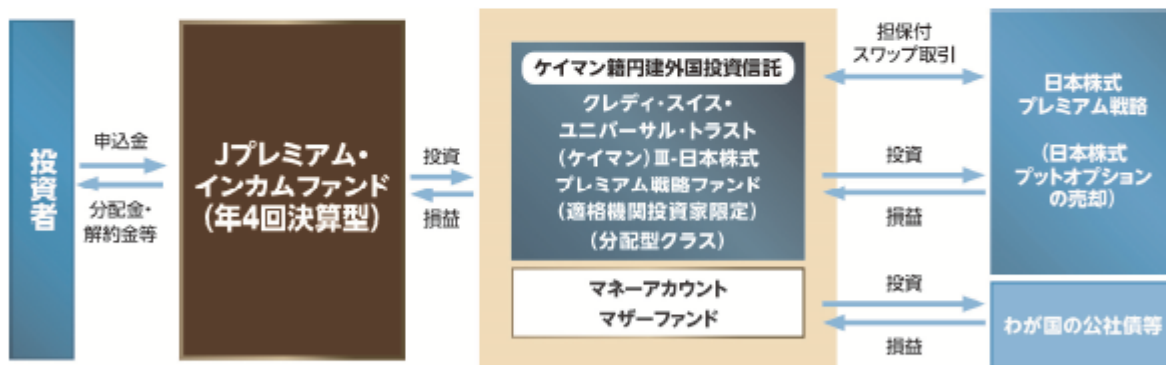 投資者
申込金
分配金・
解約金等
Jプレミアム・
インカムファンド
(年4回決算型)
投資
損益
ケイマン籍円建外国投資信託
クレディ・スイス・
ユニバーサル・トラスト
(ケイマン)Ⅲ-日本株式
プレミアム戦略ファンド
(適格機関投資家限定)
(分配型クラス)
マネーアカウント
マザーファンド
担保付
スワップ取引
投資
損益
投資
損益
日本株式
プレミアム戦略
(日本株式
プットオプション
の売却)
わが国の公社債等